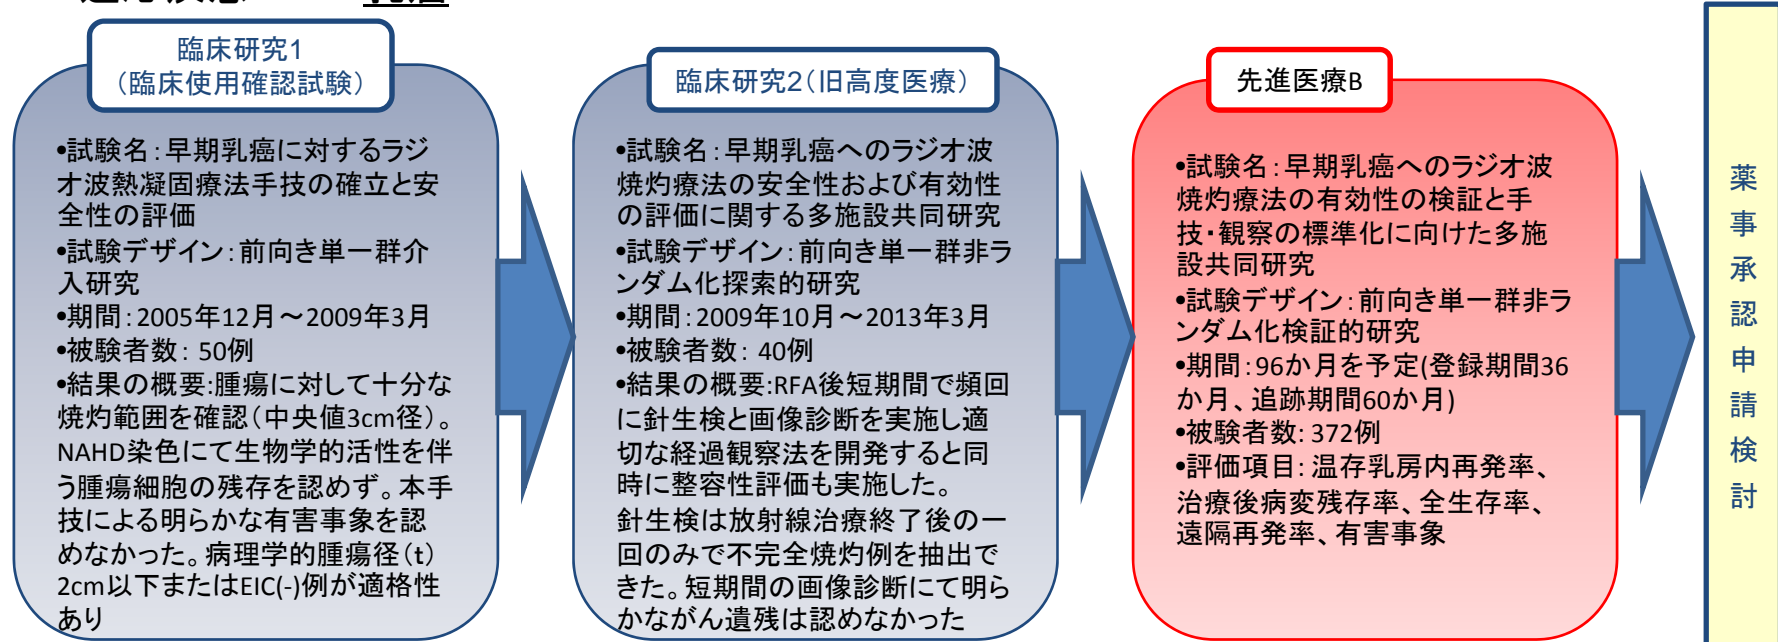 臨床研究1
（臨床使用確認試験）
•試験名：早期乳癌に対するラジ
オ波熱凝固療法手技の確立と安
全性の評価
•試験デザイン：前向き単一群介
入研究
•期間：2005年12月～2009年3月
•被験者数：50例
•結果の概要:腫瘍に対して十分な
焼灼範囲を確認（中央値3cm径）。
NAHD染色にて生物学的活性を伴
う腫瘍細胞の残存を認めず。本手
技による明らかな有害事象を認
めなかった。病理学的腫瘍径（t）
2cm以下またはEIC(-)例が適格性
あり
臨床研究2（旧高度医療）
•試験名：早期乳癌へのラジオ波
焼灼療法の安全性および有効性
の評価に関する多施設共同研究
•試験デザイン：前向き単一群非ラ
ンダム化探索的研究
•期間：2009年10月～2013年3月
•被験者数：40例
•結果の概要:RFA後短期間で頻回
に針生検と画像診断を実施し適
切な経過観察法を開発すると同
時に整容性評価も実施した。
針生検は放射線治療終了後の一
回のみで不完全焼灼例を抽出で
きた。短期間の画像診断にて明ら
かながん遺残は認めなかった
先進医療B
•試験名：早期乳癌へのラジオ波
焼灼療法の有効性の検証と手
技・観察の標準化に向けた多施
設共同研究
•試験デザイン：前向き単一群非ラ
ンダム化検証的研究
•期間：96か月を予定(登録期間36
か月、追跡期間60か月)
•被験者数：372例
•評価項目：温存乳房内再発率、
治療後病変残存率、全生存率、
遠隔再発率、有害事象
薬事承認申請検討